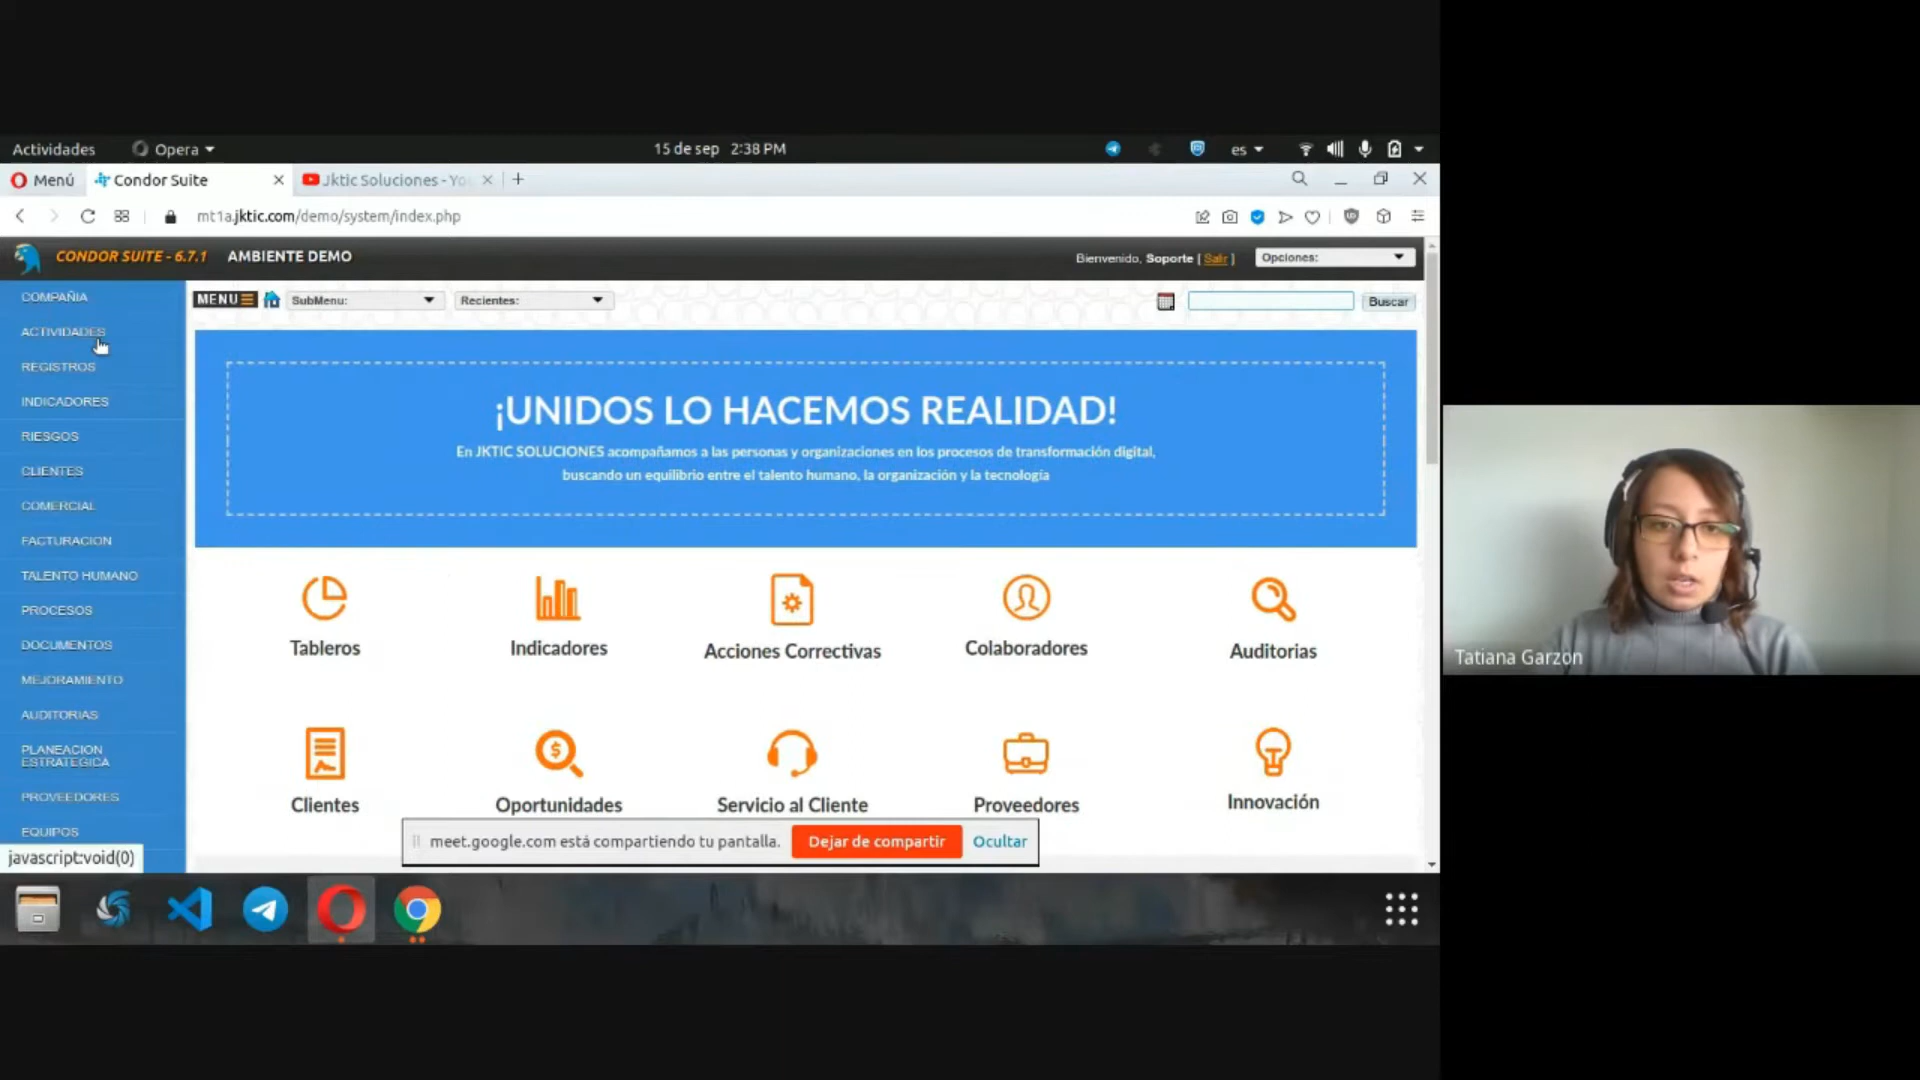 Actividades
Opera
15 de sep 2:38 PM
es
Menú
Condor Suite
Jktic Soluciones - Yo
mt1a.jktic.com/demo/system/index.php
CONDOR SUITE - 6.7.1
AMBIENTE DEMO
Bienvenido, Soporte [ Salir ]
Opciones:
MENU
SubMenu:
Recientes:
Buscar
COMPAÑIA
ACTIVIDADES
REGISTROS
INDICADORES
RIESGOS
CLIENTES
COMERCIAL
FACTURACION
TALENTO HUMANO
PROCESOS
DOCUMENTOS
MEJORAMIENTO
AUDITORIAS
PLANEACION
ESTRATEGICA
PROVEEDORES
EQUIPOS
javascript:void(0)
¡UNIDOS LO HACEMOS REALIDAD!
En JKTIC SOLUCIONES acompañamos a las personas y organizaciones en los procesos de transformación digital,
buscando un equilibrio entre el talento humano, la organización y la tecnología
Tableros
Indicadores
Acciones Correctivas
Colaboradores
Auditorias
Clientes
Oportunidades
Servicio al Cliente
Proveedores
Innovación
meet.google.com está compartiendo tu pantalla.
Dejar de compartir
Ocultar
Tatiana Garzon